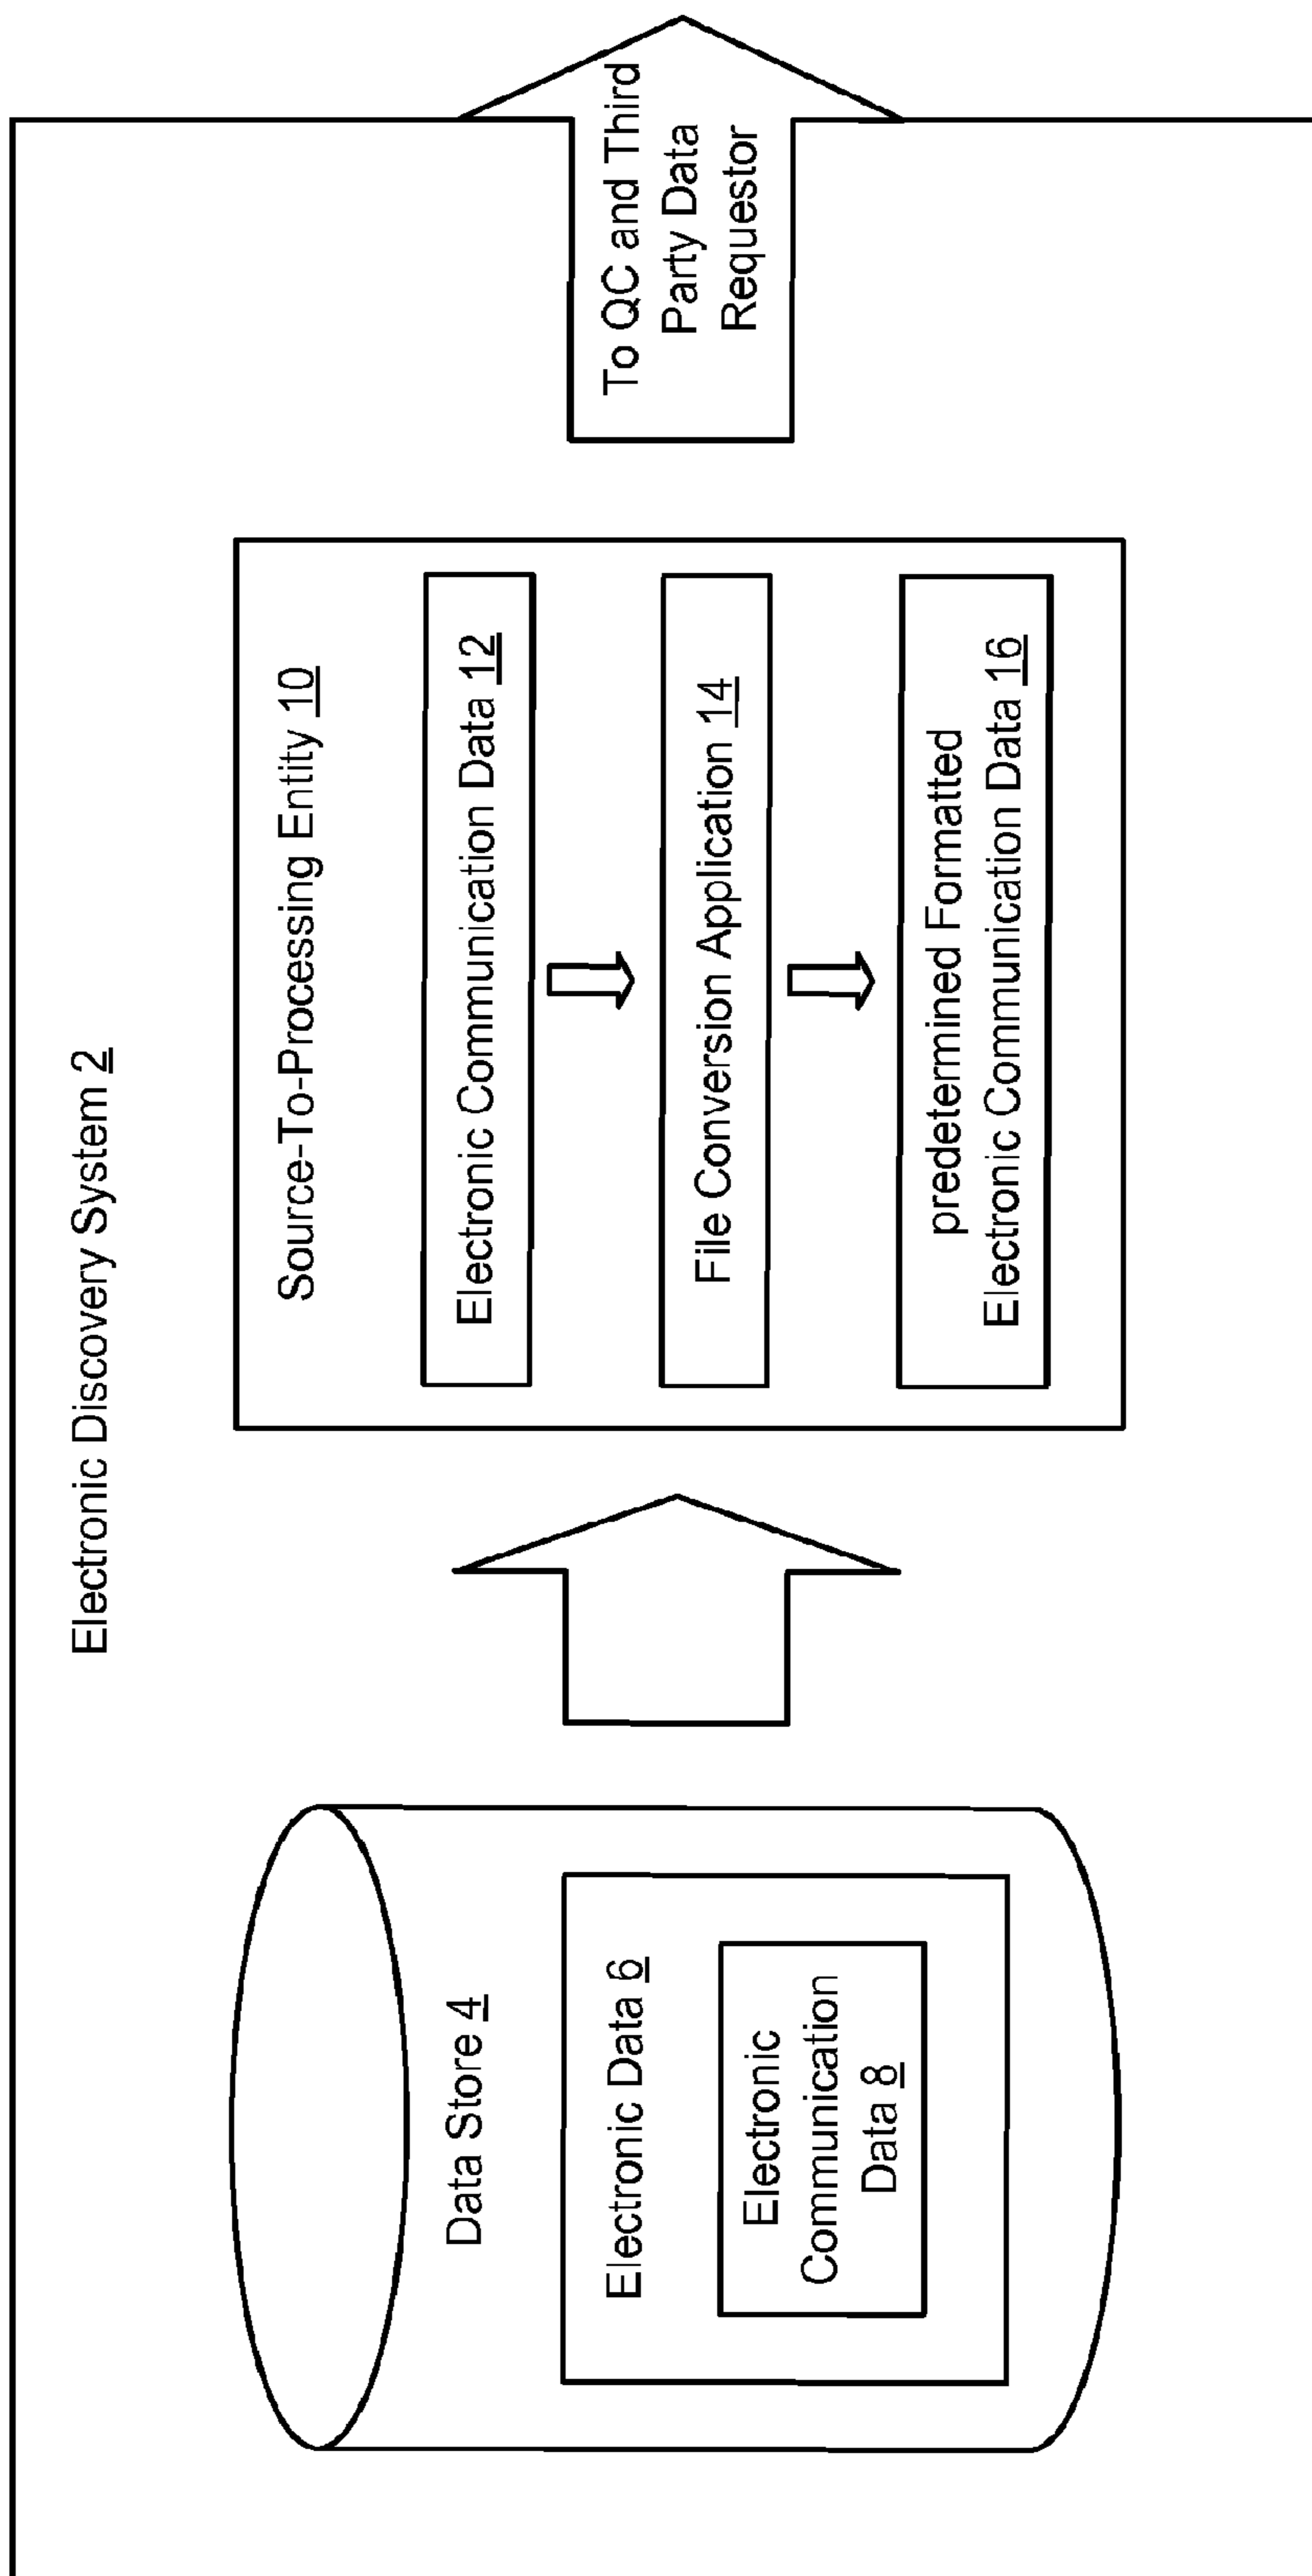 Electronic Discovery System 2
Data Store 4
Electronic Data 6
Electronic
Communication
Data 8
Source-To-Processing Entity 10
Electronic Communication Data 12
File Conversion Application 14
predetermined Formatted
Electronic Communication Data 16
To QC and Third
Party Data
Requestor